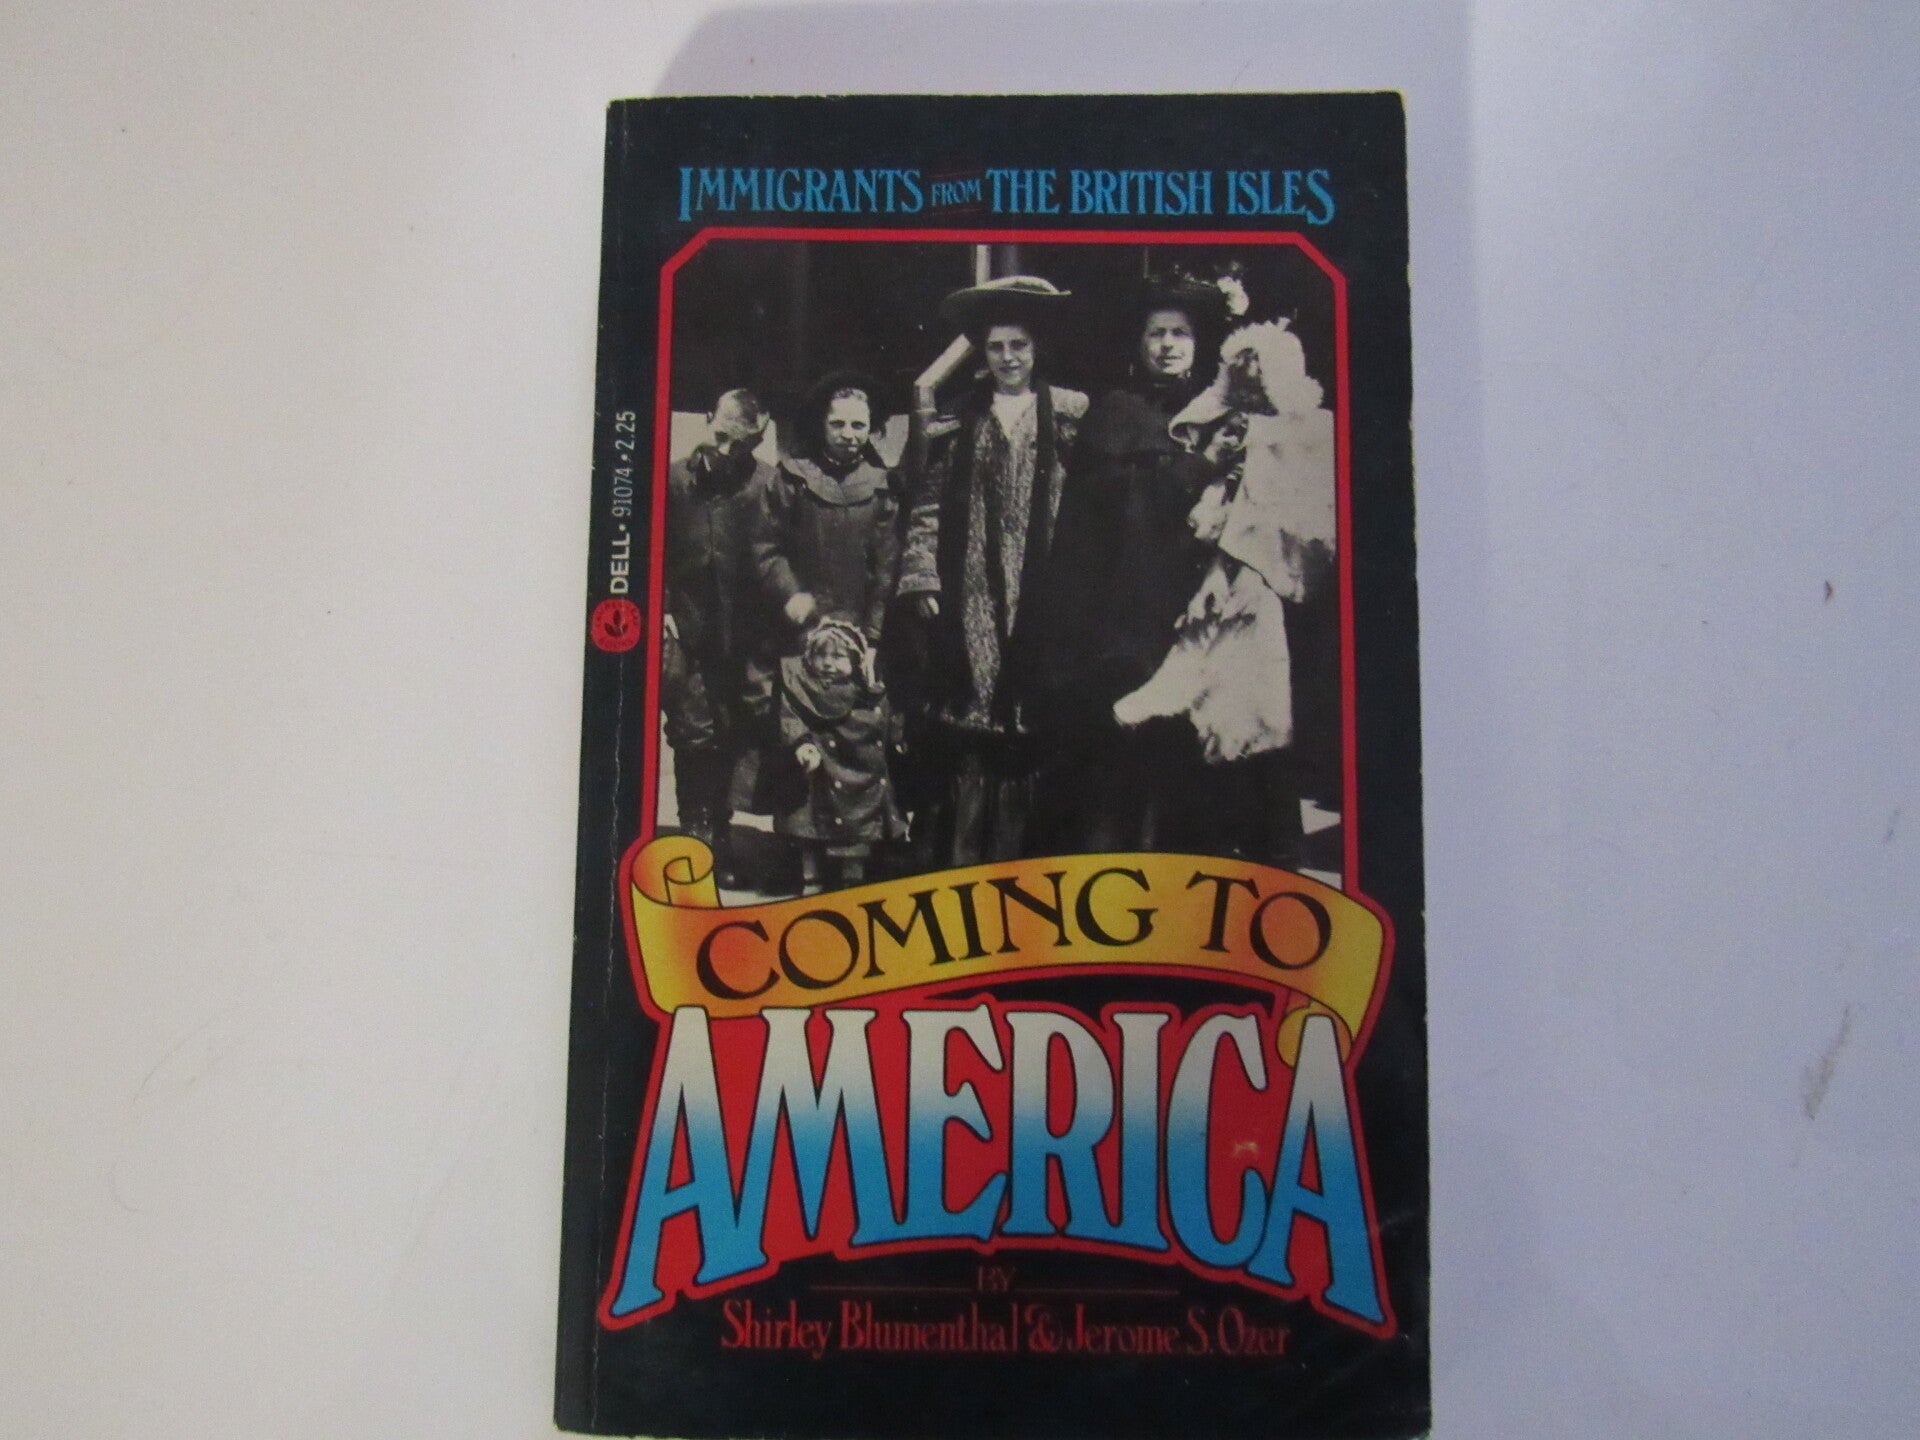 IMMIGRANTS FROM THE BRITISH ISLES
DELL • 91074 • 2.25
COMING TO
AMERICA
BY
Shirley Blumenthal & Jerome S. Ozer